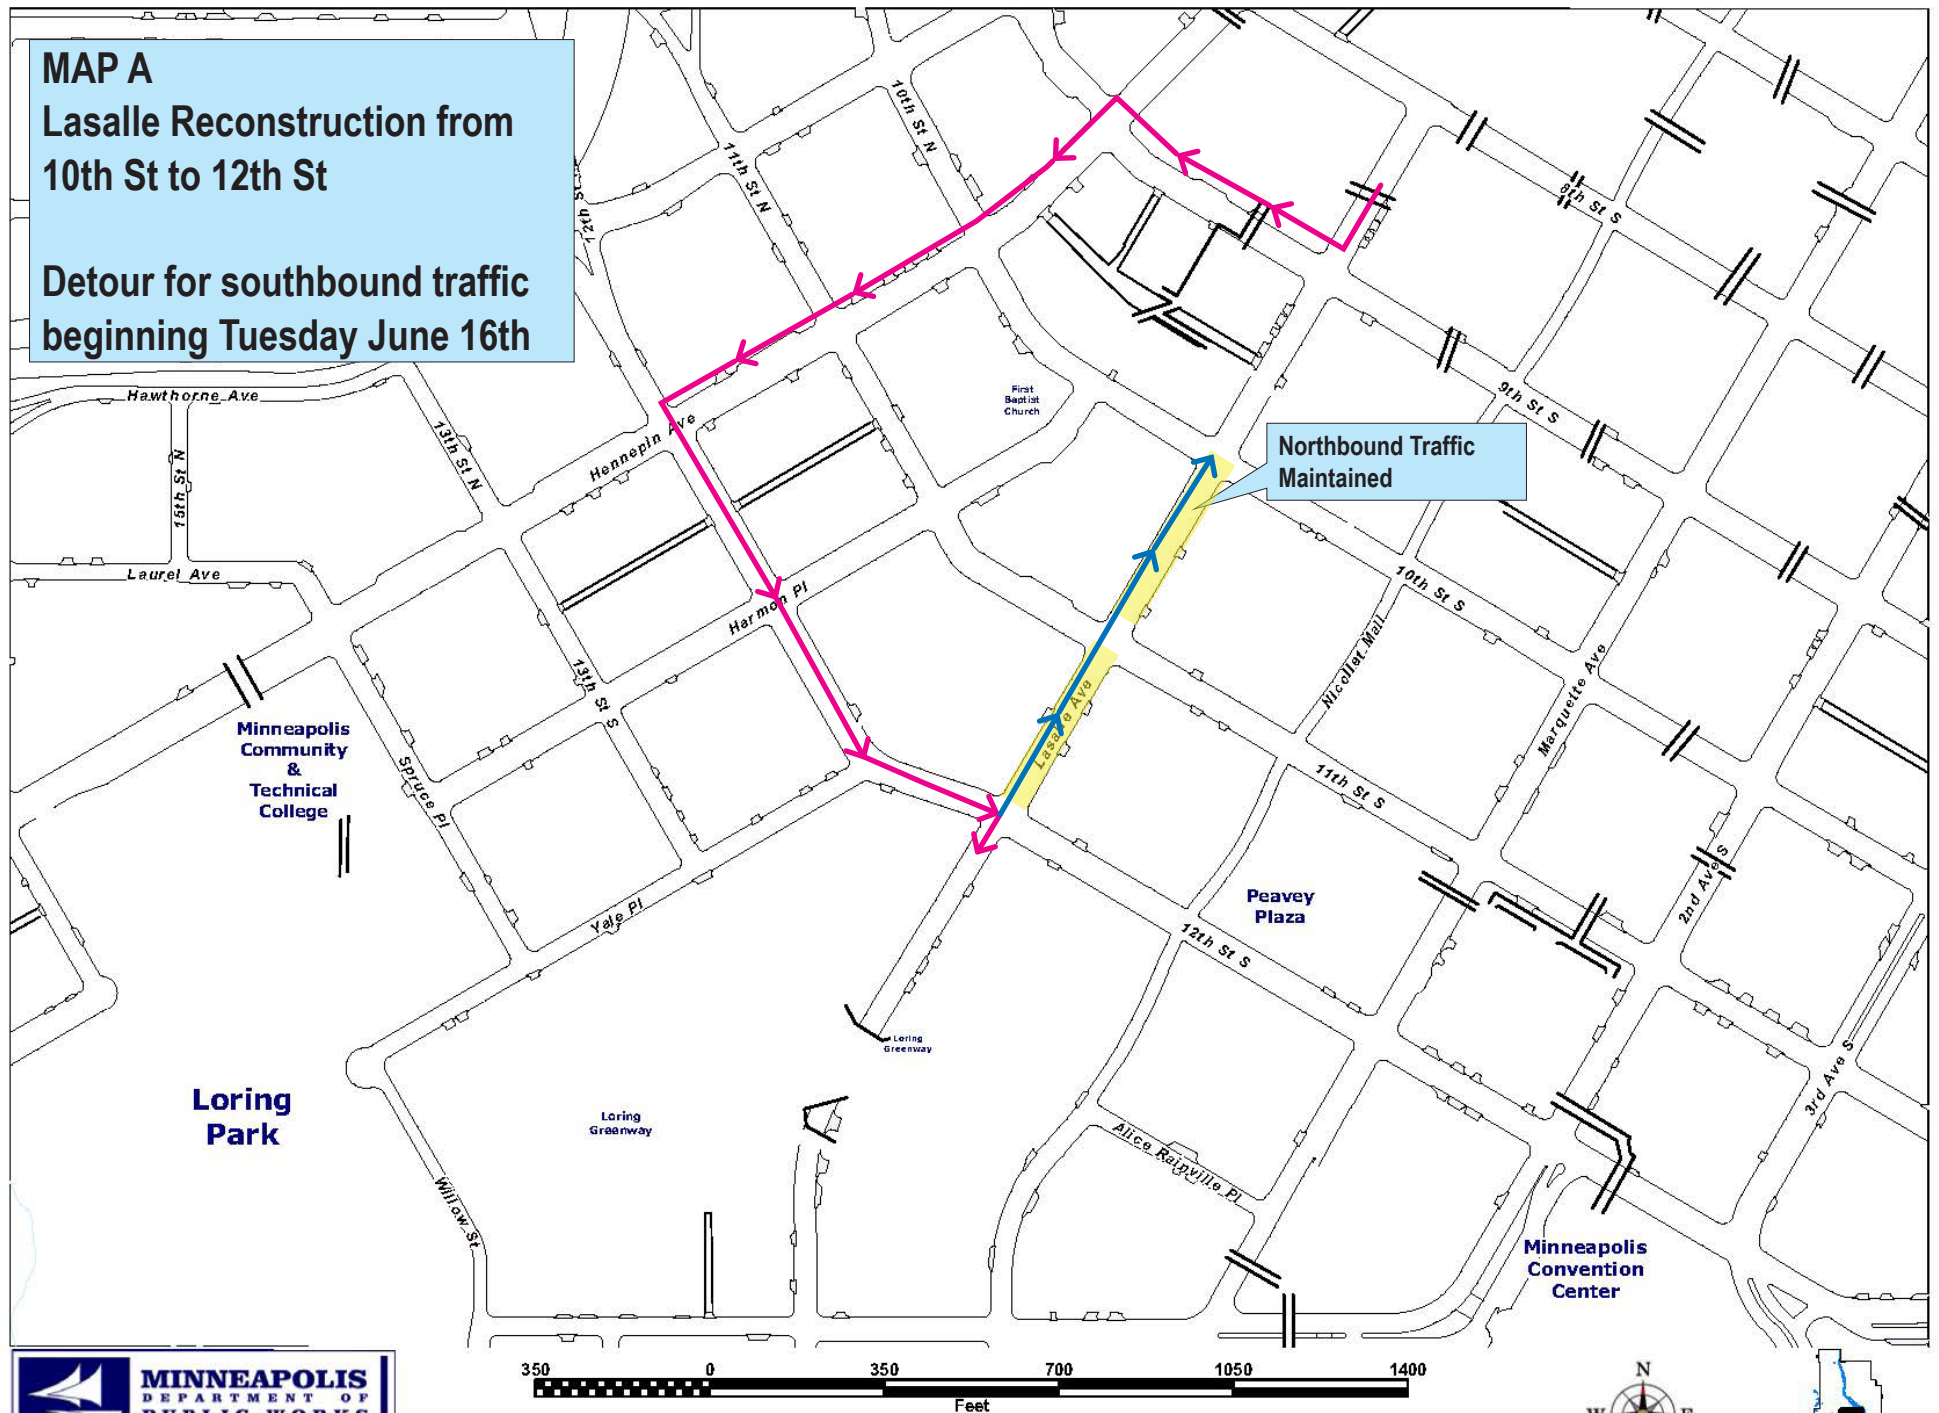 MAP A
Lasalle Reconstruction from
10th St to 12th St
Detour for southbound traffic
beginning Tuesday June 16th
10th St N
11th St N
12th St
8th St S
Hawthorne Ave
First
Baptist
Church
9th St S
13th St N
Hennepin Ave
Northbound Traffic
Maintained
15th St N
Laurel Ave
Harmon Pl
10th St S
Nicollet Mall
Marquette Ave
13th St S
Lasalle Ave
Minneapolis
Community
&
Technical
College
Spruce Pl
11th St S
Yale Pl
Peavey
Plaza
2nd Ave S
12th St S
Loring
Greenway
Loring
Park
Loring
Greenway
3rd Ave S
Alice Rainville Pl
Willow St
Minneapolis
Convention
Center
MINNEAPOLIS
DEPARTMENT OF
PUBLIC WORKS
350 0 350 700 1050 1400
Feet
N
W E